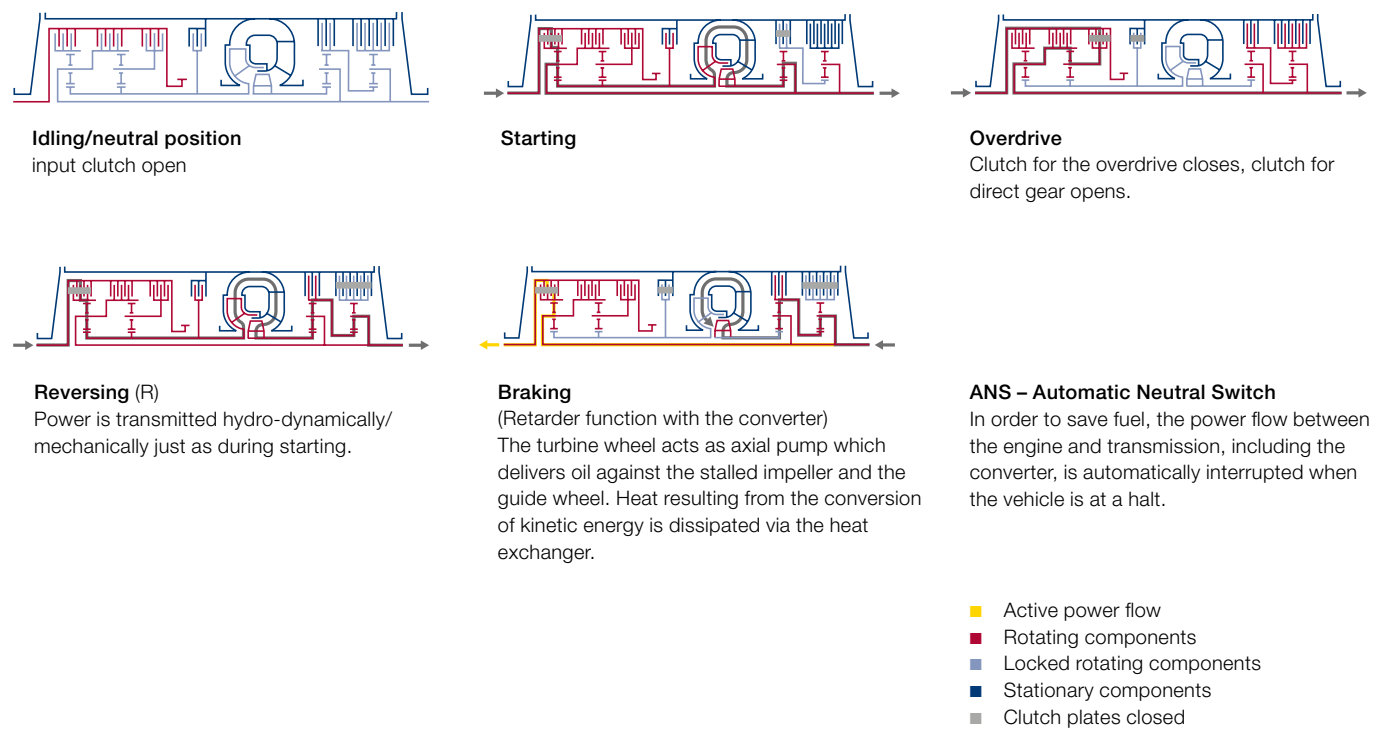 Idling/neutral position
input clutch open
Starting
Overdrive
Clutch for the overdrive closes, clutch for
direct gear opens.
Reversing (R)
Power is transmitted hydro-dynamically/
mechanically just as during starting.
Braking
(Retarder function with the converter)
The turbine wheel acts as axial pump which
delivers oil against the stalled impeller and the
guide wheel. Heat resulting from the conversion
of kinetic energy is dissipated via the heat
exchanger.
ANS – Automatic Neutral Switch
In order to save fuel, the power flow between
the engine and transmission, including the
converter, is automatically interrupted when
the vehicle is at a halt.
Active power flow
Rotating components
Locked rotating components
Stationary components
Clutch plates closed